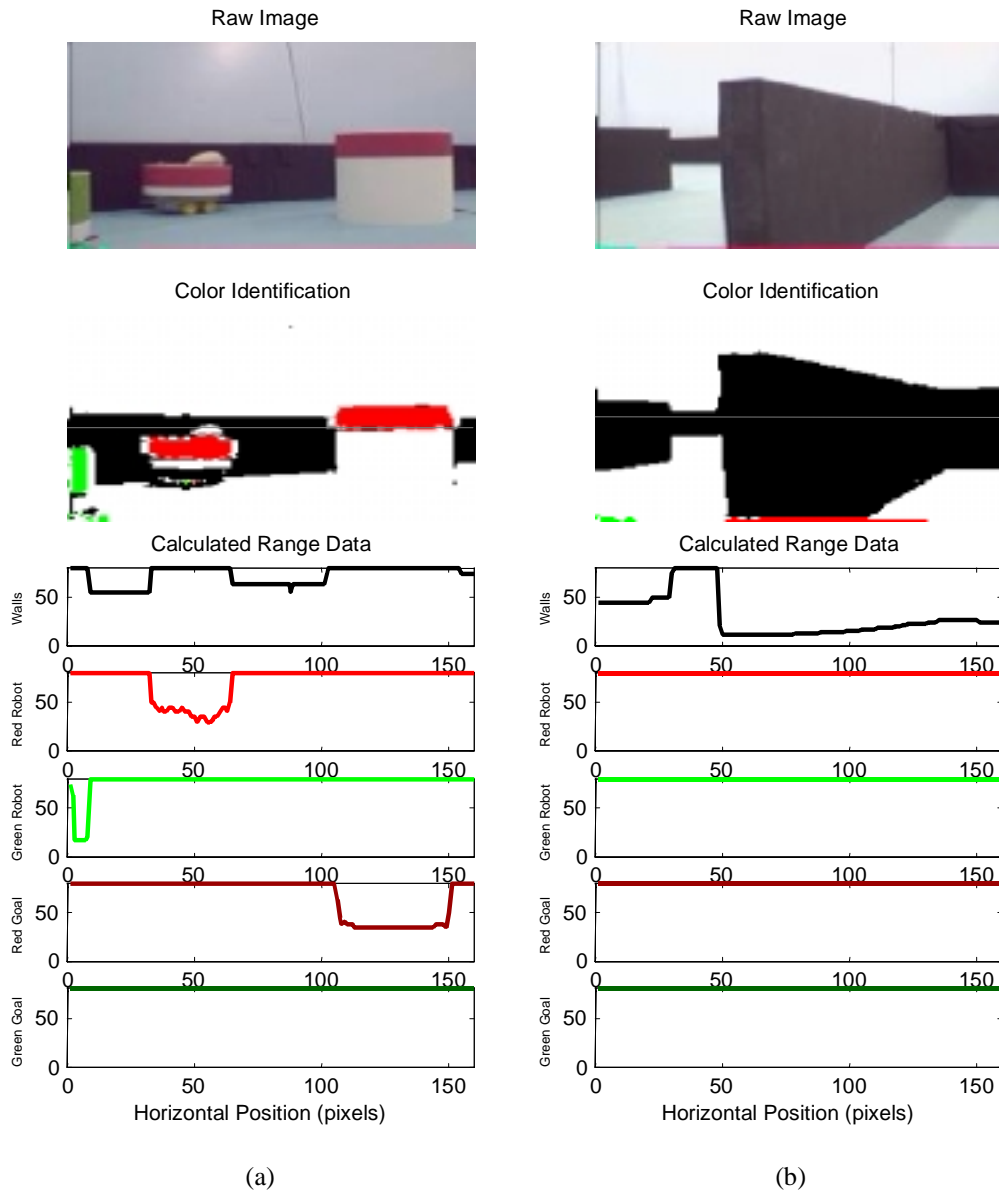 Raw Image
Color Identification
Calculated Range Data
Walls
50
0
0 50 100 150
Red Robot
50
0
0 50 100 150
Green Robot
50
0
0 50 100 150
Red Goal
50
0
0 50 100 150
Green Goal
50
0
0 50 100 150
Horizontal Position (pixels)
(a)
Raw Image
Color Identification
Calculated Range Data
Walls
50
0
0 50 100 150
Red Robot
50
0
0 50 100 150
Green Robot
50
0
0 50 100 150
Red Goal
50
0
0 50 100 150
Green Goal
50
0
0 50 100 150
Horizontal Position (pixels)
(b)